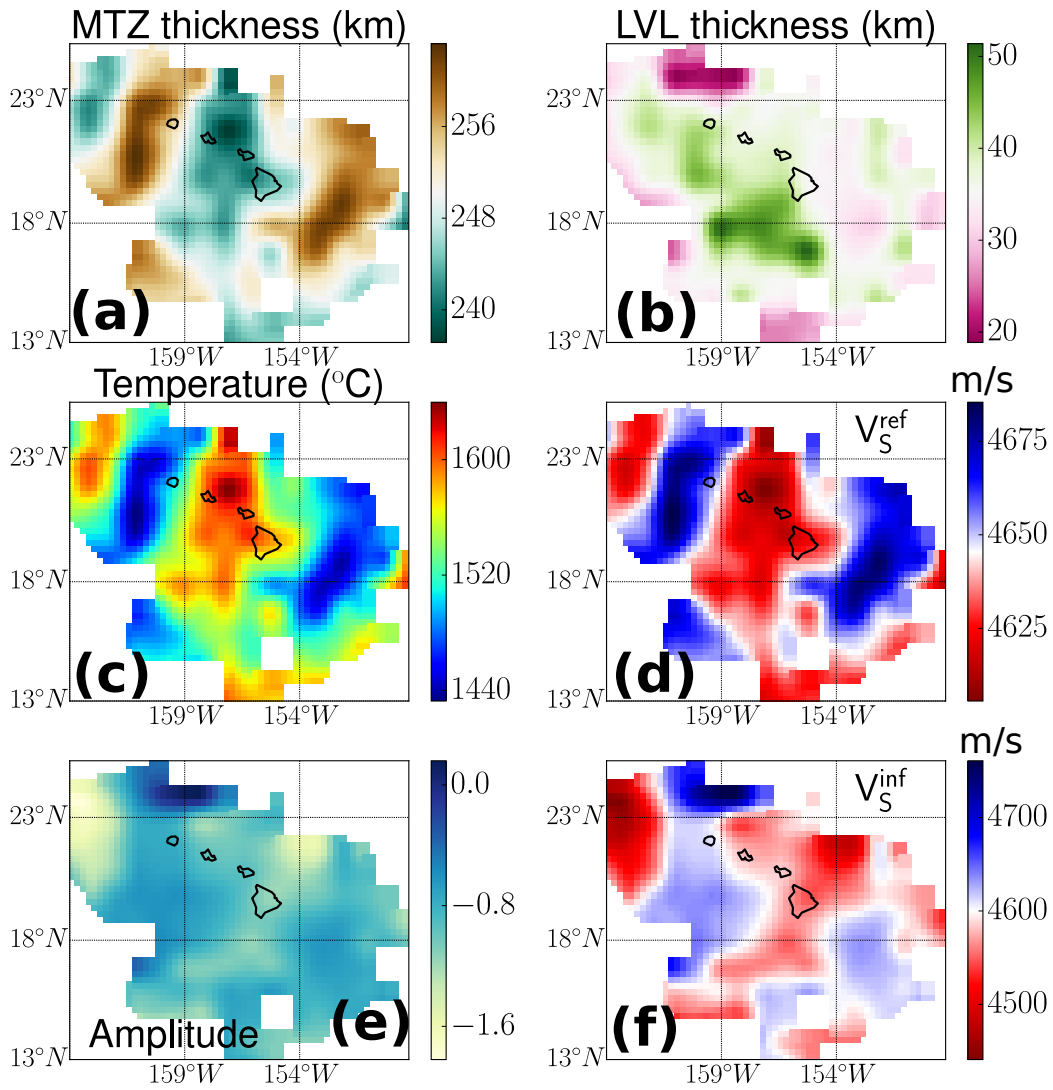 MTZ thickness (km)
LVL thickness (km)
23°N
18°N
13°N
159°W
154°W
256
248
240
(a)
23°N
18°N
13°N
159°W
154°W
50
40
30
20
(b)
Temperature (°C)
m/s
23°N
18°N
13°N
159°W
154°W
1600
1520
1440
(c)
V_S^ref
23°N
18°N
13°N
159°W
154°W
4675
4650
4625
(d)
m/s
23°N
18°N
13°N
159°W
154°W
0.0
−0.8
−1.6
Amplitude
(e)
V_S^inf
23°N
18°N
13°N
159°W
154°W
4700
4600
4500
(f)